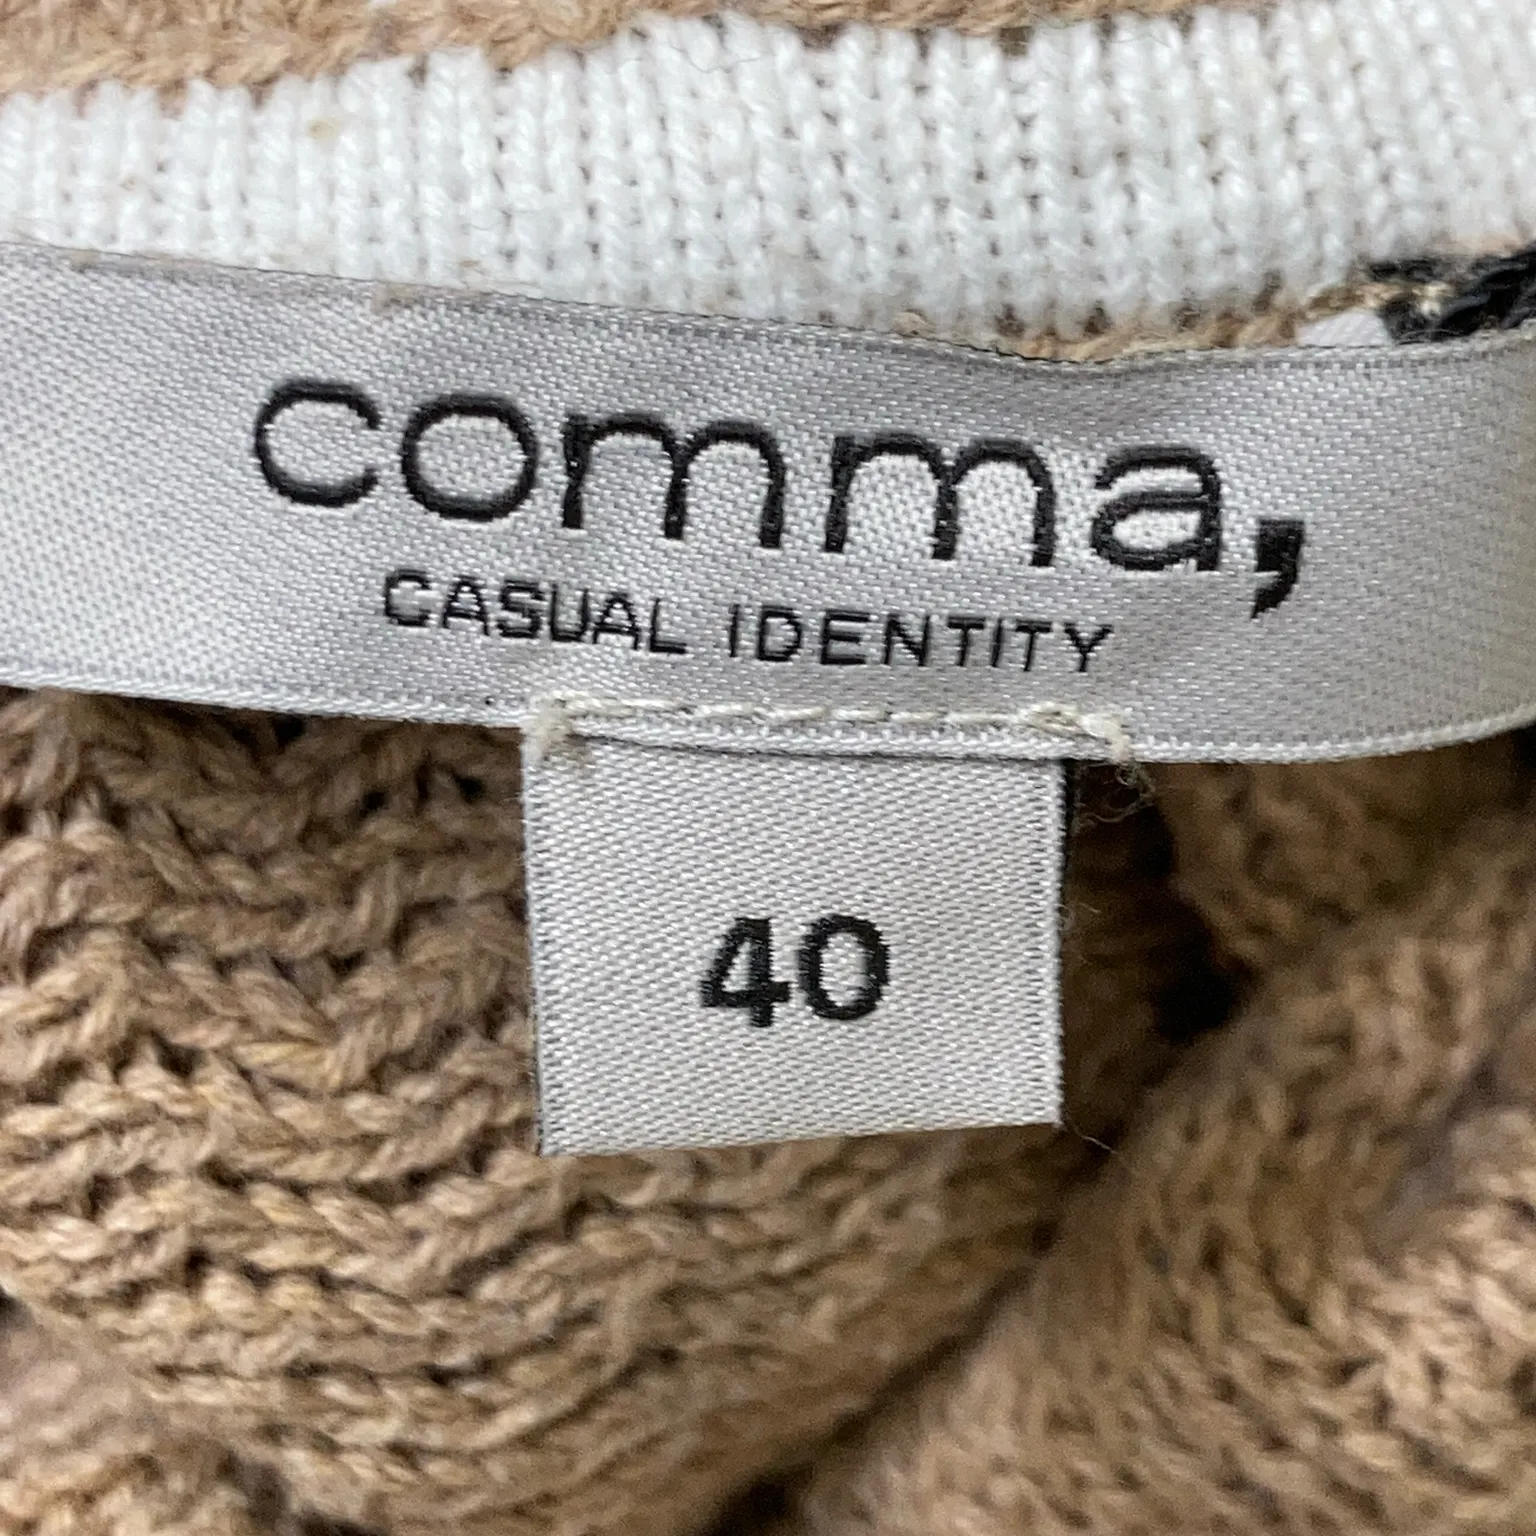 comma,
CASUAL IDENTITY
40